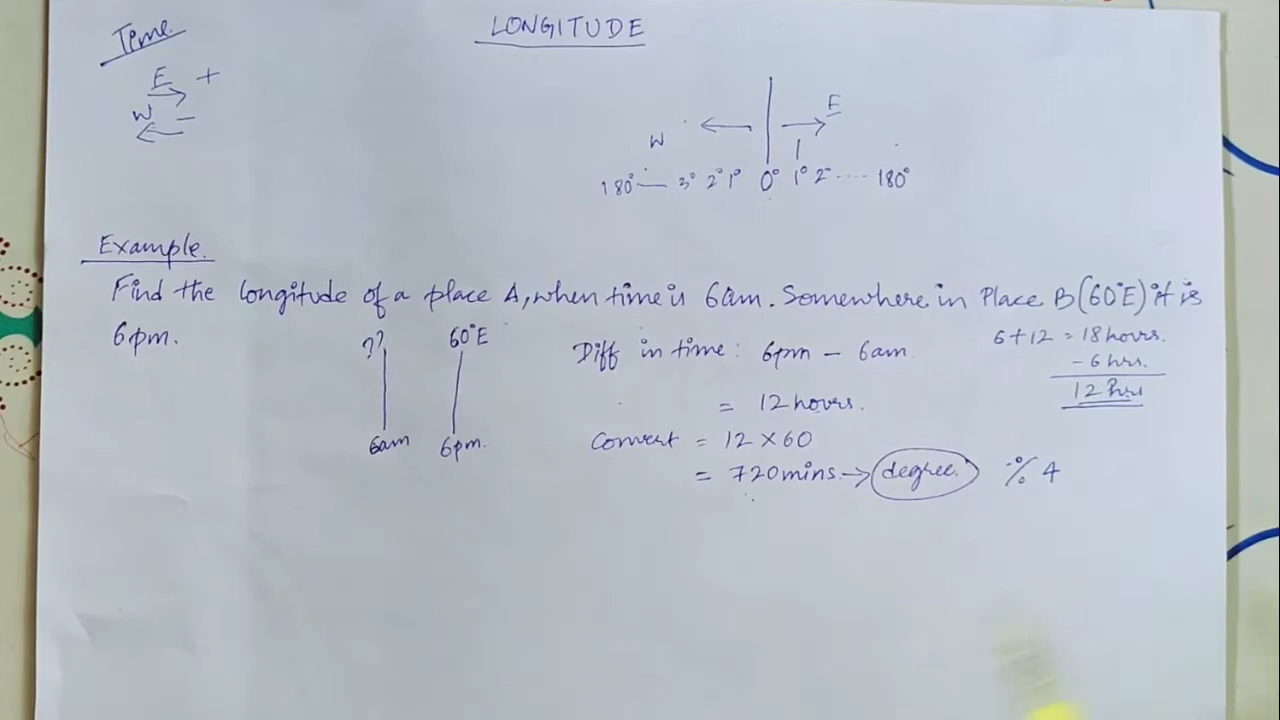 Time
LONGITUDE
E +
W -
E
W
180° — 3° 2° 1° 0° 1° 2° .... 180°
Example.
Find the longitude of a place A, when time is 6am. Somewhere in Place B (60°E) it is
6pm.
?? 60°E
6am 6pm.
Diff in time: 6pm - 6am
= 12 hours.
Convert = 12 × 60
= 720mins → degree. % 4
6+12 = 18 hours.
- 6 hrs.
12 hrs